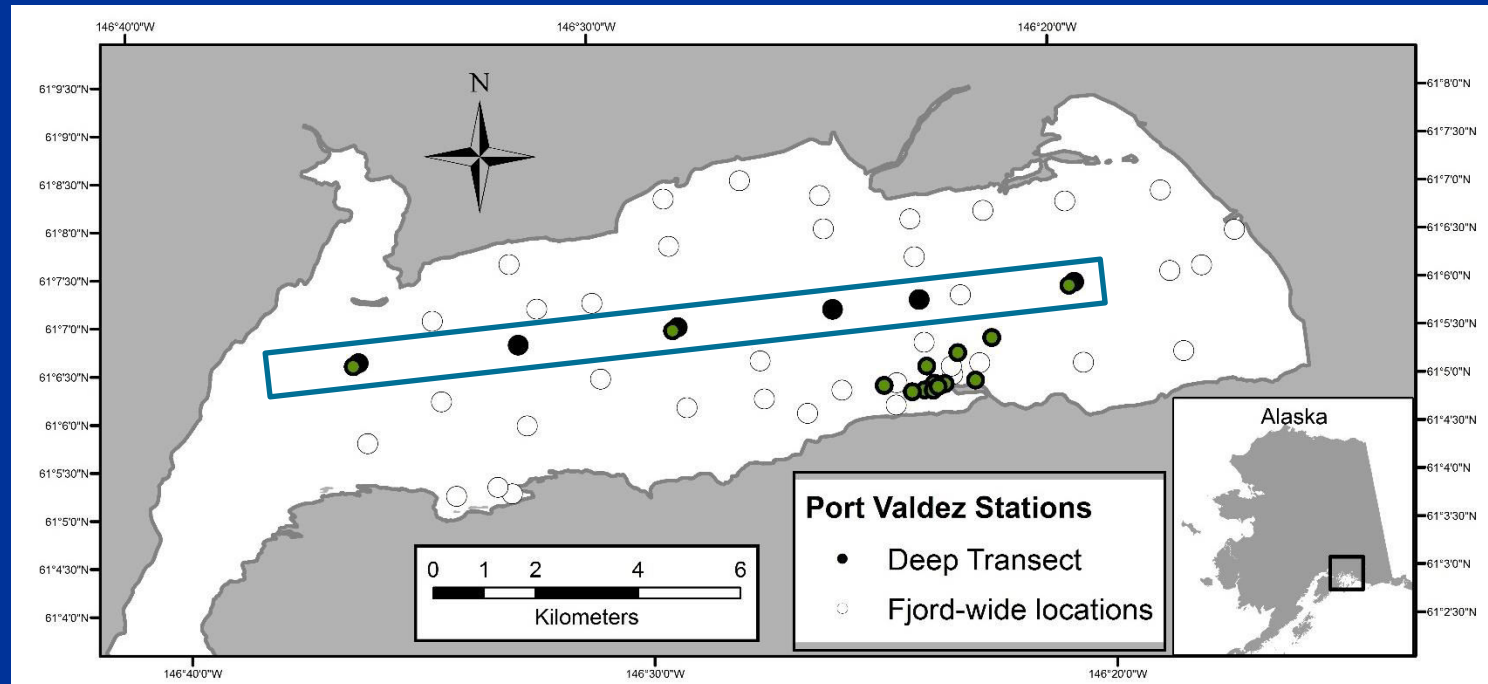 146°40'0"W 146°30'0"W 146°20'0"W
N
61°9'30"N
61°9'0"N
61°8'30"N
61°8'0"N
61°7'30"N
61°7'0"N
61°6'30"N
61°6'0"N
61°5'30"N
61°5'0"N
61°4'30"N
61°4'0"N
61°8'0"N
61°7'30"N
61°7'0"N
61°6'30"N
61°6'0"N
61°5'30"N
61°5'0"N
61°4'30"N
61°4'0"N
61°3'30"N
61°3'0"N
61°2'30"N
0 1 2 4 6
Kilometers
Port Valdez Stations
Deep Transect
Fjord-wide locations
Alaska
146°40'0"W 146°30'0"W 146°20'0"W